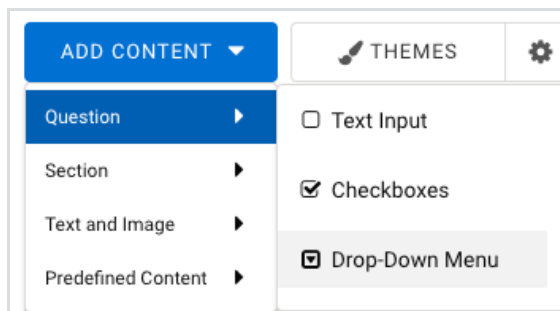 ADD CONTENT
THEMES
Question
Section
Text and Image
Predefined Content
Text Input
Checkboxes
Drop-Down Menu